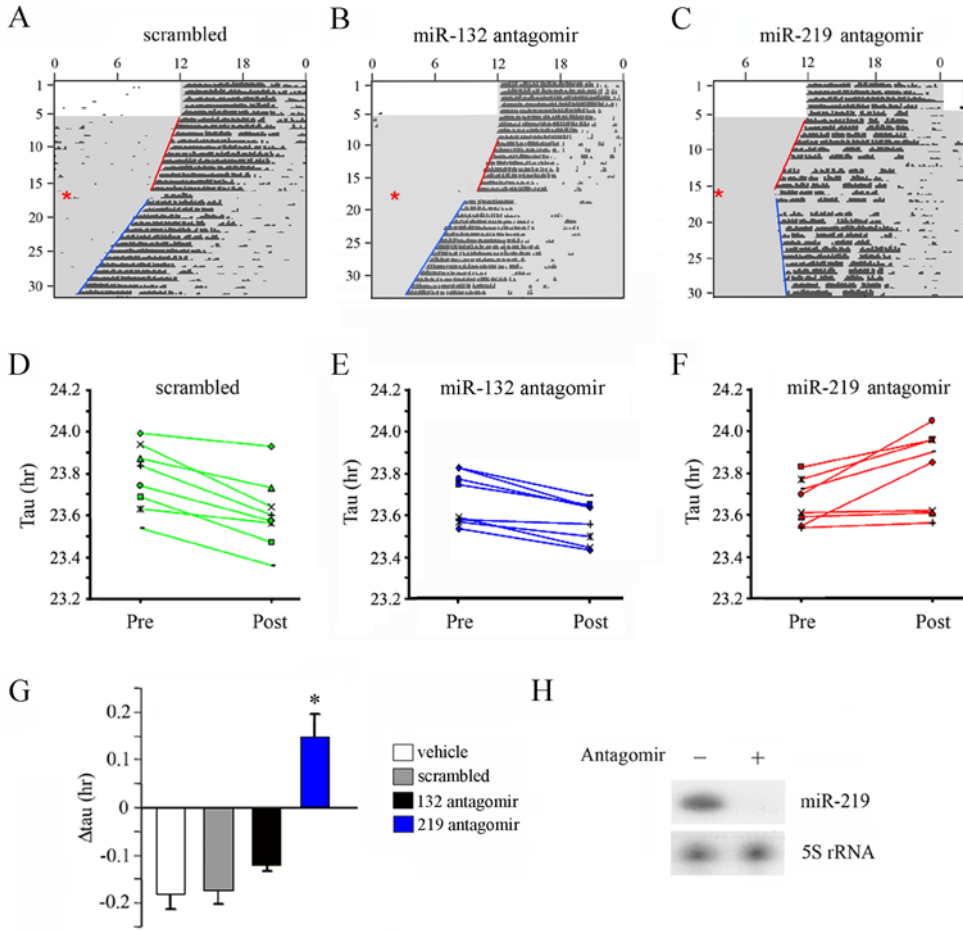 A
scrambled
0 6 12 18 0
1
5
10
15
20
25
30
*
B
miR-132 antagomir
0 6 12 18 0
1
5
10
15
20
25
30
*
C
miR-219 antagomir
6 12 18 0
1
5
10
15
20
25
30
*
D
scrambled
Tau (hr)
24.2
24.0
23.8
23.6
23.4
23.2
Pre Post
E
miR-132 antagomir
Tau (hr)
24.2
24.0
23.8
23.6
23.4
23.2
Pre Post
F
miR-219 antagomir
Tau (hr)
24.2
24.0
23.8
23.6
23.4
23.2
Pre Post
G
Δtau (hr)
0.2
0.1
0
-0.1
-0.2
*
vehicle
scrambled
132 antagomir
219 antagomir
H
Antagomir − +
miR-219
5S rRNA